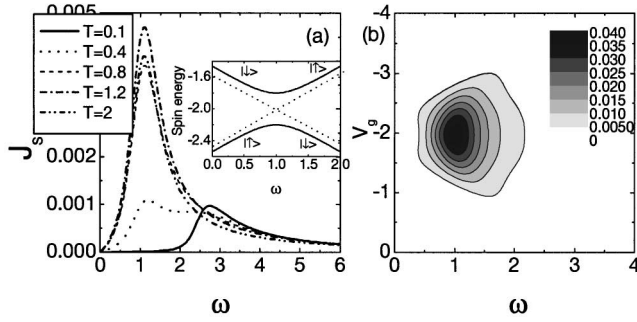 0.005
T=0.1
T=0.4
T=0.8
T=1.2
T=2
(a)
Spin energy
-1.6
-2.0
-2.4
|↓>
|↑>
|↑>
|↓>
0.0 0.5 1.0 1.5 2.0
ω
J s
0.002
0.001
0.000
0 1 2 3 4 5 6
ω
(b)
V g
-4
-3
-2
-1
0
0.040
0.035
0.030
0.025
0.020
0.015
0.010
0.0050
0
0 1 2 3 4
ω